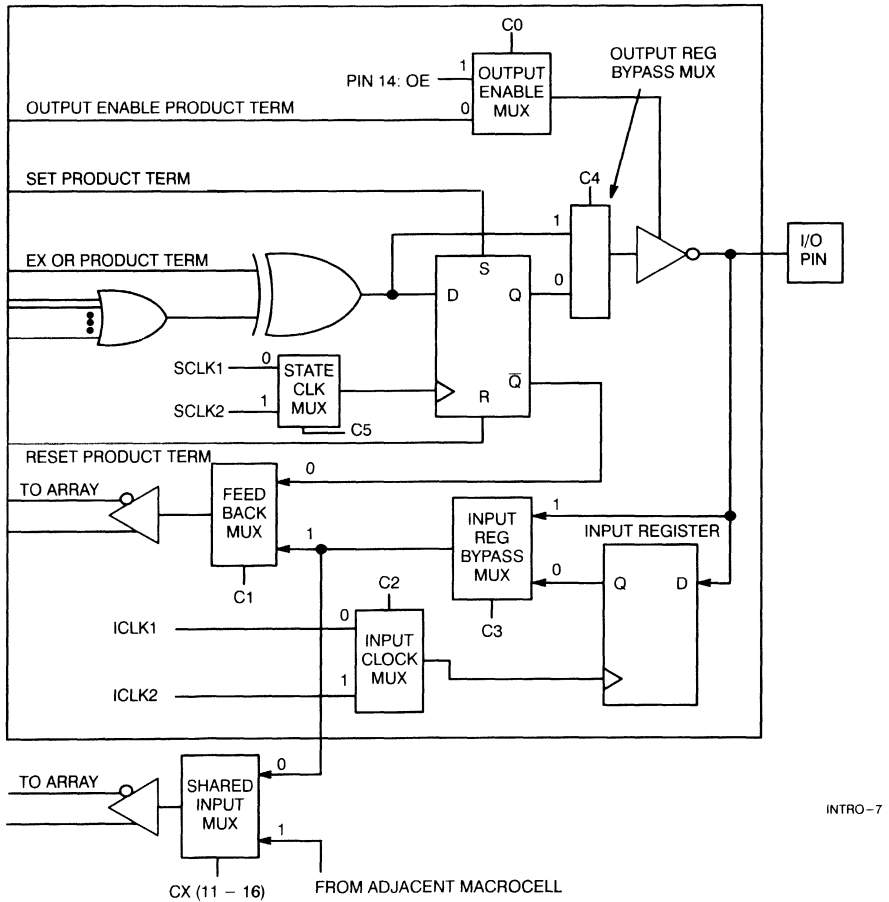 C0
OUTPUT REG
BYPASS MUX
1
PIN 14: OE
OUTPUT
ENABLE
MUX
OUTPUT ENABLE PRODUCT TERM
0
SET PRODUCT TERM
C4
1
I/O
PIN
EX OR PRODUCT TERM
S
D
Q
0
SCLK1
0
STATE
CLK
MUX
Q̅
SCLK2
1
R
C5
RESET PRODUCT TERM
0
TO ARRAY
FEED
BACK
MUX
1
INPUT
REG
BYPASS
MUX
1
INPUT REGISTER
0
Q
D
C1
C2
C3
ICLK1
0
INPUT
CLOCK
MUX
ICLK2
1
TO ARRAY
SHARED
INPUT
MUX
0
1
INTRO–7
CX (11 – 16)
FROM ADJACENT MACROCELL